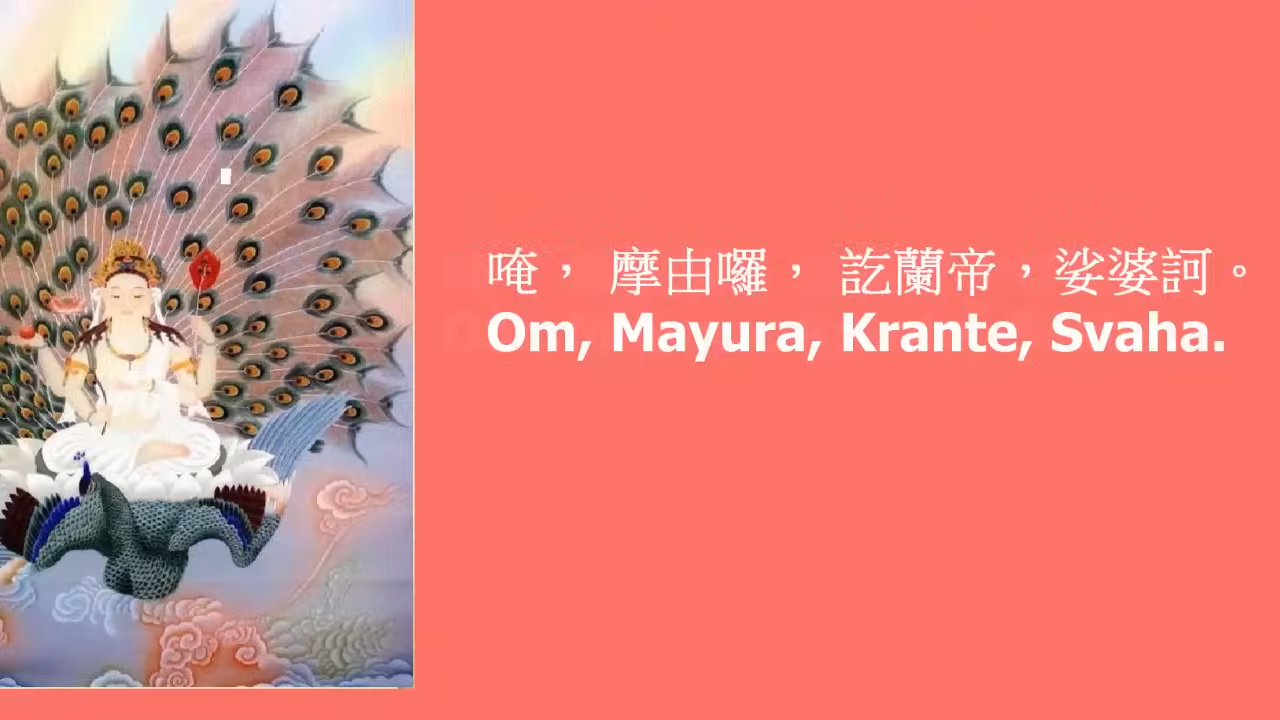 唵， 摩由囉， 訖蘭帝，娑婆訶。
Om, Mayura, Krante, Svaha.